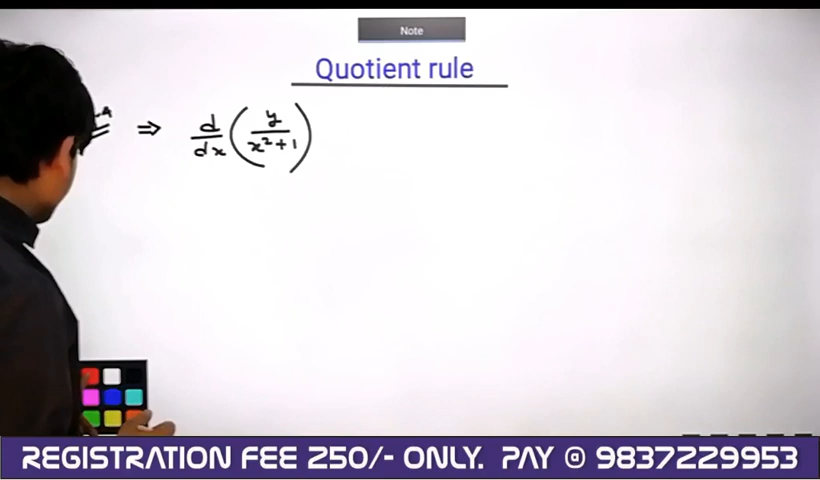 Note
Quotient rule
⇒ d/dx (y/x²+1)
REGISTRATION FEE 250/- ONLY. PAY @ 9837229953